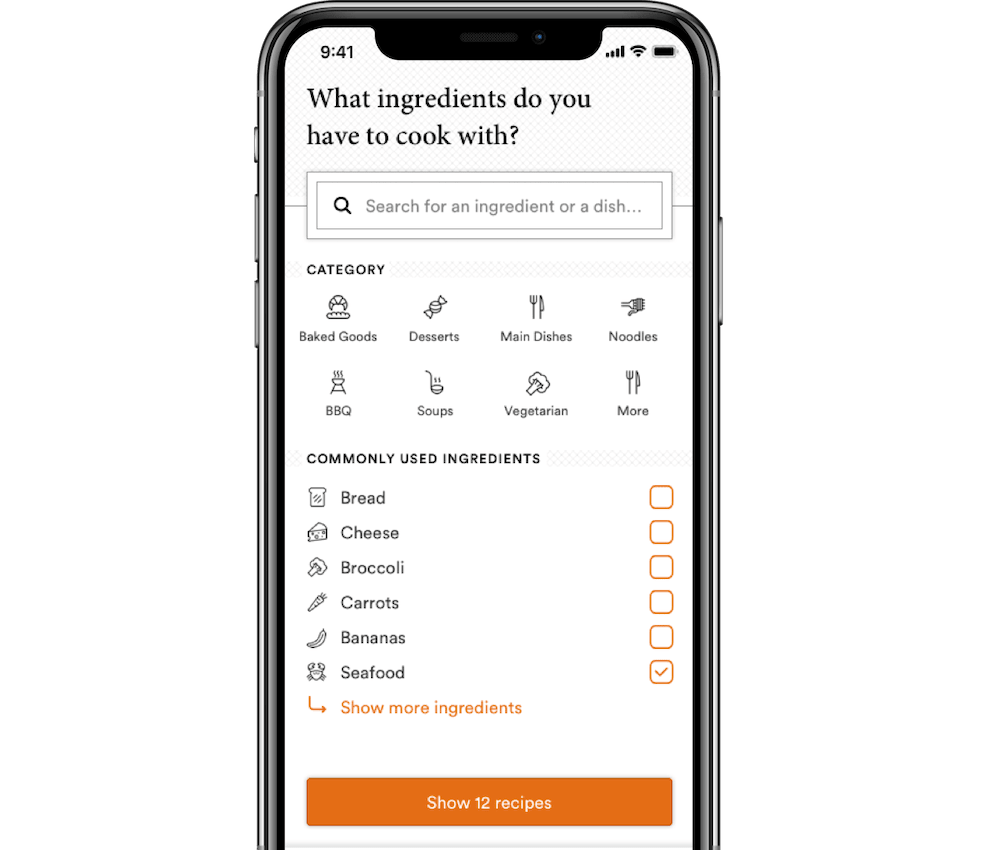 9:41
What ingredients do you
have to cook with?
Search for an ingredient or a dish...
CATEGORY
Baked Goods Desserts Main Dishes Noodles
BBQ Soups Vegetarian More
COMMONLY USED INGREDIENTS
Bread
Cheese
Broccoli
Carrots
Bananas
Seafood
Show more ingredients
Show 12 recipes